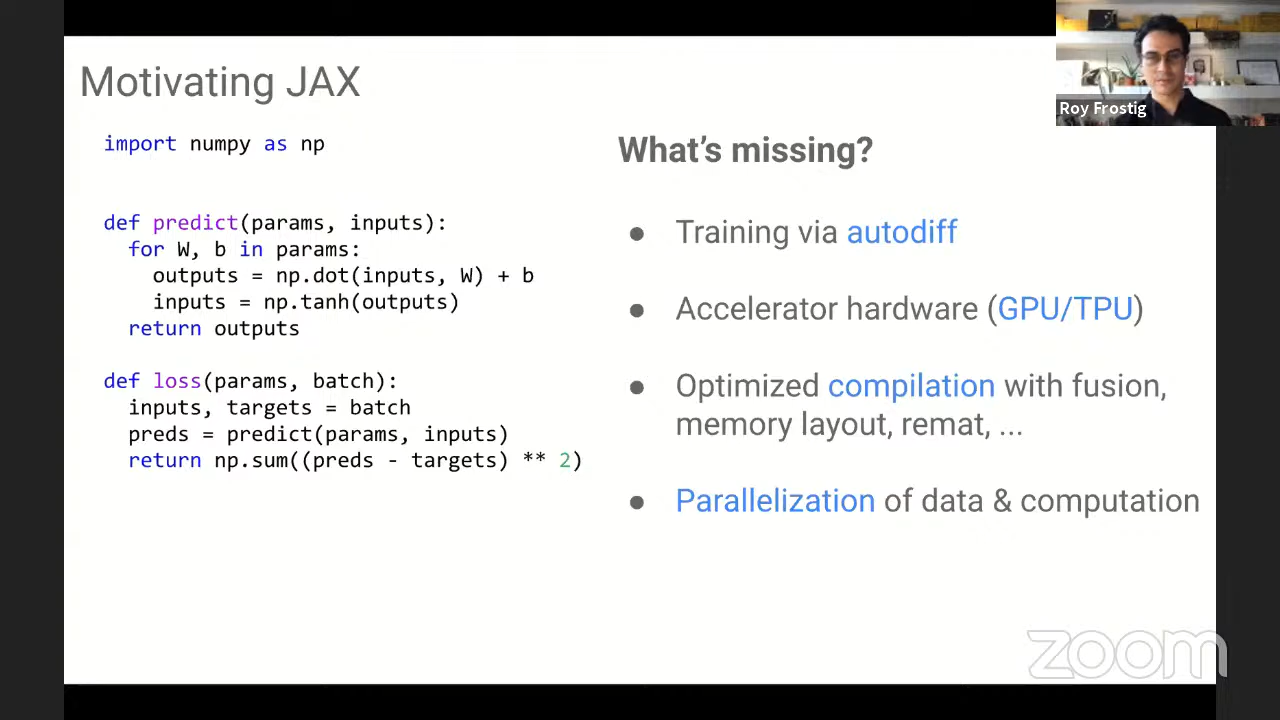 Motivating JAX
import numpy as np
def predict(params, inputs):
  for W, b in params:
    outputs = np.dot(inputs, W) + b
    inputs = np.tanh(outputs)
  return outputs
def loss(params, batch):
  inputs, targets = batch
  preds = predict(params, inputs)
  return np.sum((preds - targets) ** 2)
What's missing?
● Training via autodiff
● Accelerator hardware (GPU/TPU)
● Optimized compilation with fusion,
memory layout, remat, ...
● Parallelization of data & computation
Roy Frostig
zoom